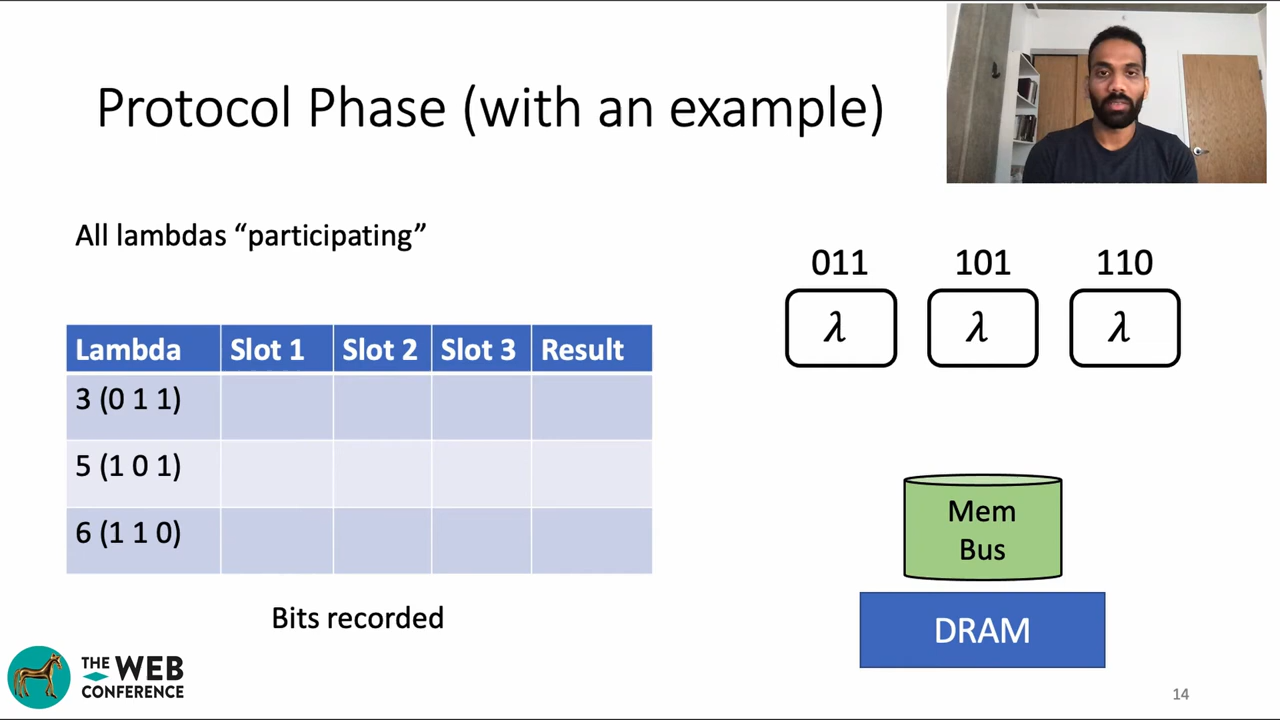 Protocol Phase (with an example)
All lambdas “participating”
011 101 110
λ λ λ
Lambda Slot 1 Slot 2 Slot 3 Result
3 (0 1 1)
5 (1 0 1)
6 (1 1 0)
Bits recorded
Mem
Bus
DRAM
THE WEB
CONFERENCE
14